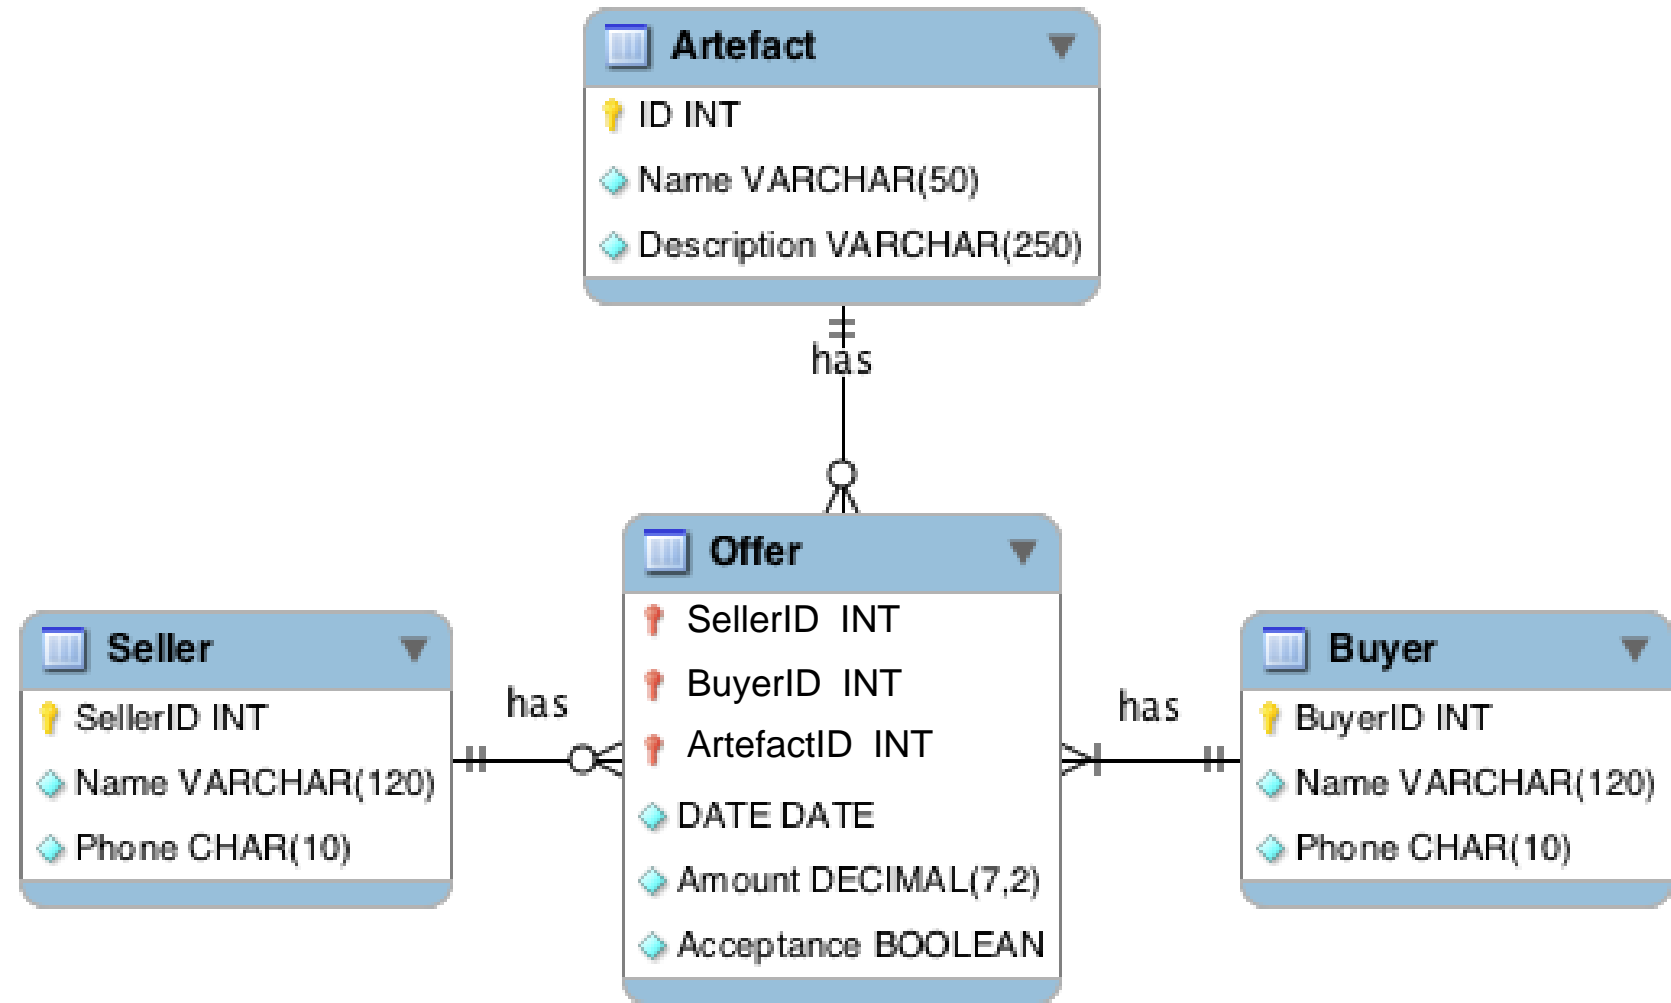 Artefact
ID INT
Name VARCHAR(50)
Description VARCHAR(250)
has
Offer
SellerID INT
BuyerID INT
ArtefactID INT
DATE DATE
Amount DECIMAL(7,2)
Acceptance BOOLEAN
Seller
SellerID INT
Name VARCHAR(120)
Phone CHAR(10)
has
has
Buyer
BuyerID INT
Name VARCHAR(120)
Phone CHAR(10)